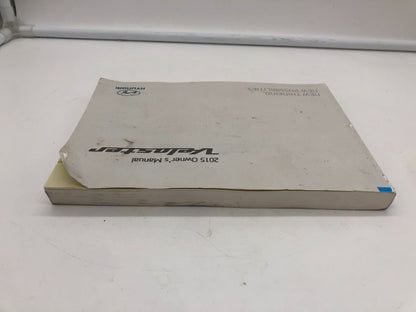 NEW THINKING.
NEW POSSIBILITIES.
HYUNDAI
Veloster
2015 Owner's Manual